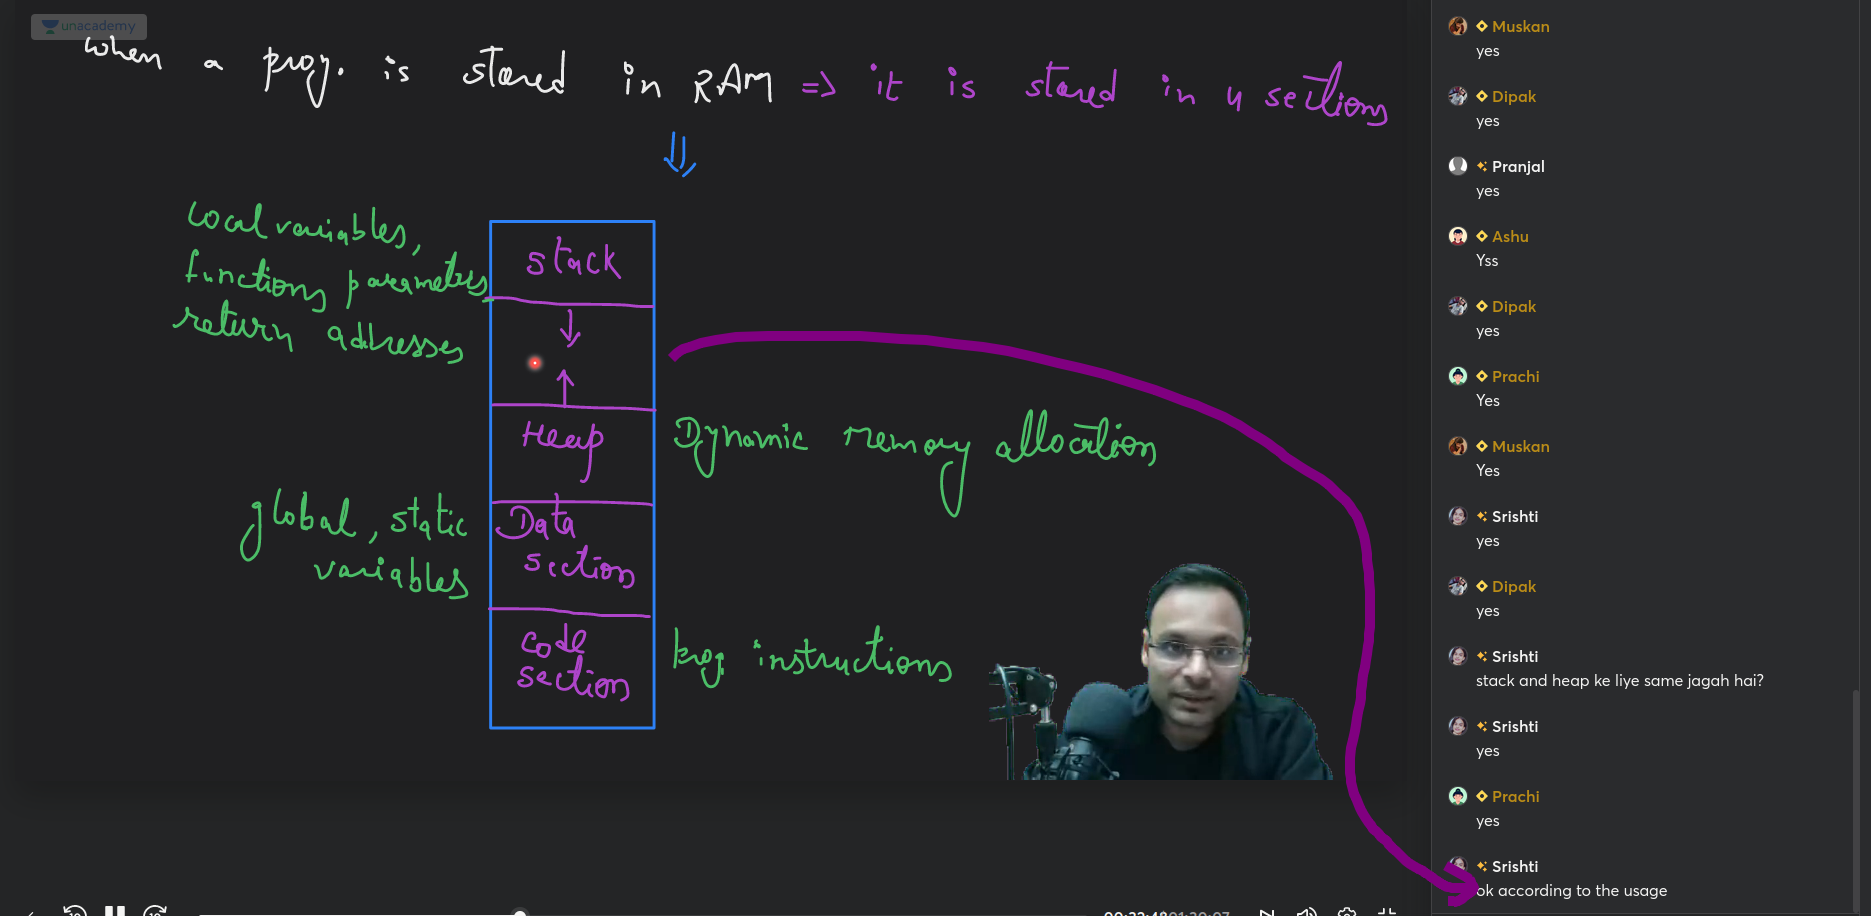 unacademy
when a prog. is stored in RAM => it is stored in 4 sections
local variables,
functions parameters
return addresses
stack
Heap
Dynamic memory allocation
global, static
variables
Data
section
code
section
prog instructions
Muskan
yes
Dipak
yes
Pranjal
yes
Ashu
Yss
Dipak
yes
Prachi
Yes
Muskan
Yes
Srishti
yes
Dipak
yes
Srishti
stack and heap ke liye same jagah hai?
Srishti
yes
Prachi
yes
Srishti
ok according to the usage